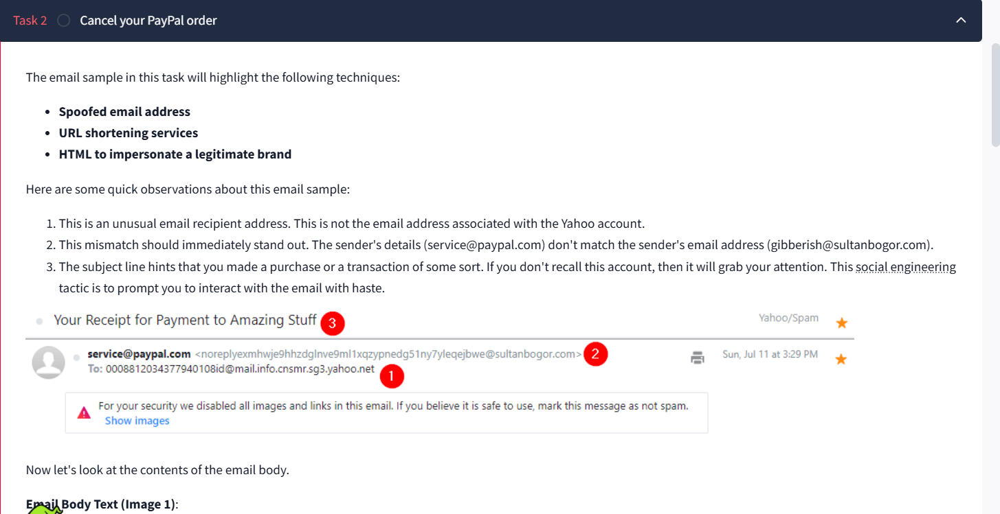 Task 2 Cancel your PayPal order
The email sample in this task will highlight the following techniques:
• Spoofed email address
• URL shortening services
• HTML to impersonate a legitimate brand
Here are some quick observations about this email sample:
1. This is an unusual email recipient address. This is not the email address associated with the Yahoo account.
2. This mismatch should immediately stand out. The sender's details (service@paypal.com) don't match the sender's email address (gibberish@sultanbogor.com).
3. The subject line hints that you made a purchase or a transaction of some sort. If you don't recall this account, then it will grab your attention. This social engineering
tactic is to prompt you to interact with the email with haste.
Your Receipt for Payment to Amazing Stuff 3 Yahoo/Spam
service@paypal.com <noreplyexmhwje9hhzdglnve9ml1xqzypnedg51ny7yleqejbwe@sultanbogor.com> 2 Sun, Jul 11 at 3:29 PM
To: 0008812034377940108id@mail.info.cnsmr.sg3.yahoo.net 1
For your security we disabled all images and links in this email. If you believe it is safe to use, mark this message as not spam.
Show images
Now let's look at the contents of the email body.
Email Body Text (Image 1):